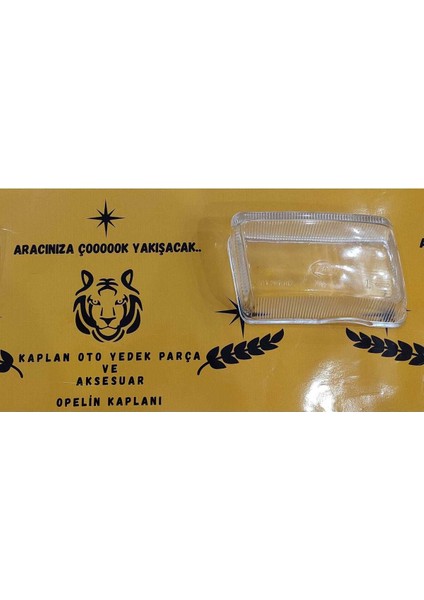 ARACINIZA ÇOOOOOK YAKIŞACAK..
KAPLAN OTO YEDEK PARÇA
VE
AKSESUAR
OPELİN KAPLANI